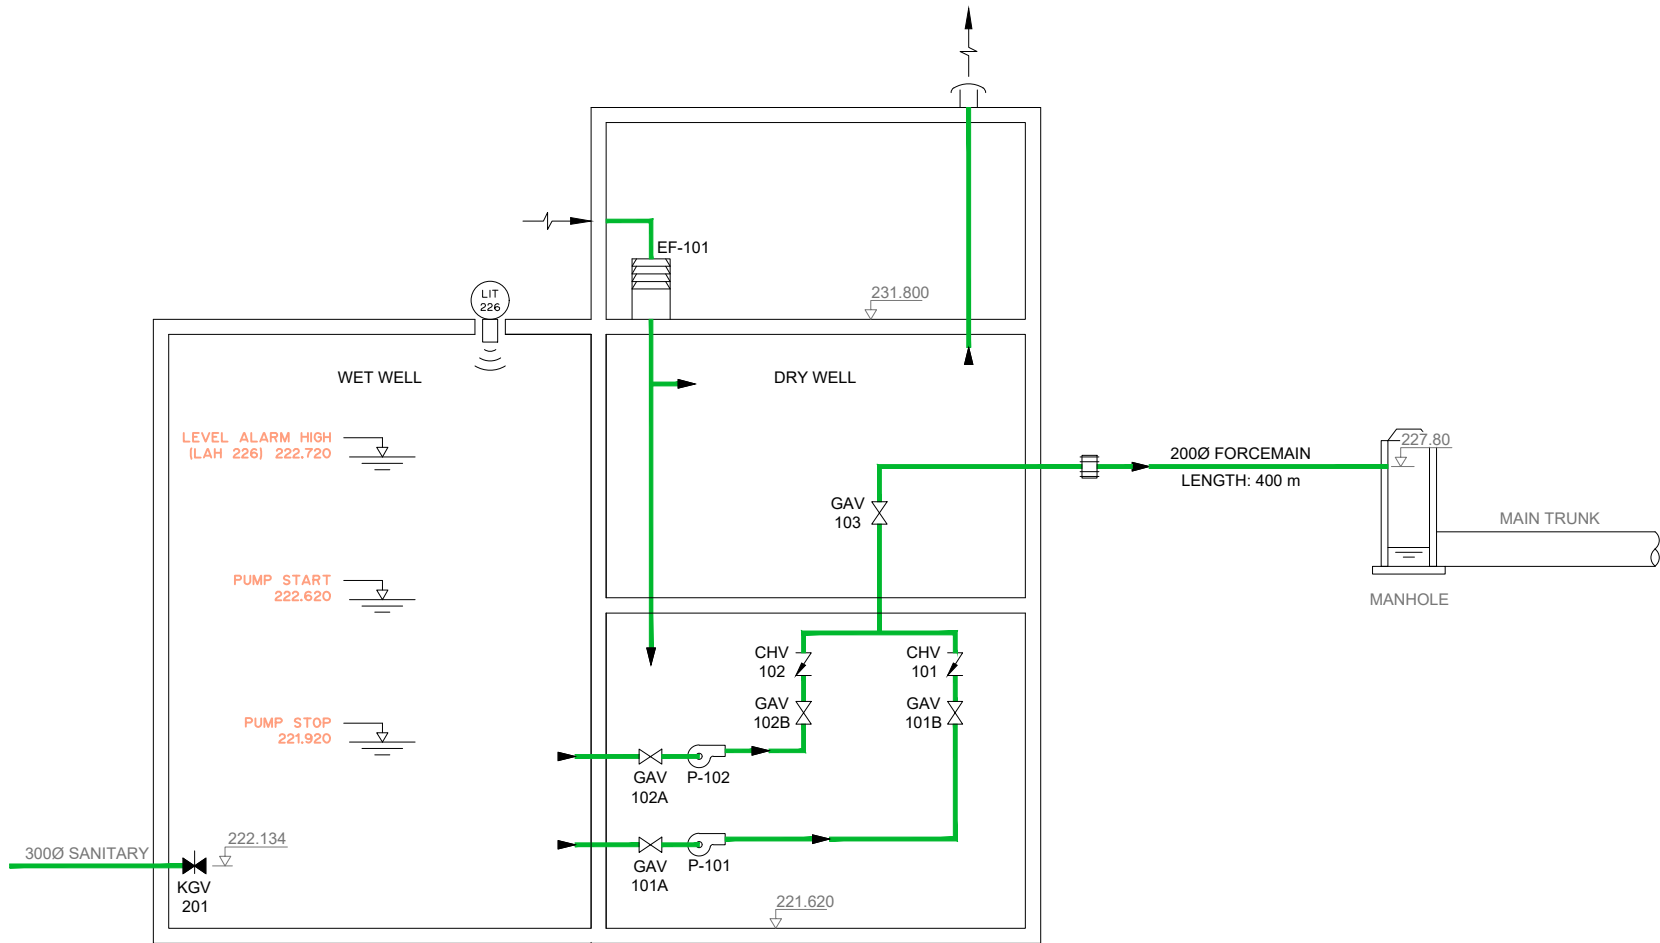 EF-101
LIT
226
231.800
WET WELL
DRY WELL
LEVEL ALARM HIGH
(LAH 226) 222.720
227.80
200Ø FORCEMAIN
LENGTH: 400 m
GAV
103
MAIN TRUNK
PUMP START
222.620
MANHOLE
CHV
102
CHV
101
GAV
102B
GAV
101B
PUMP STOP
221.920
GAV
102A
P-102
222.134
300Ø SANITARY
KGV
201
GAV
101A
P-101
221.620